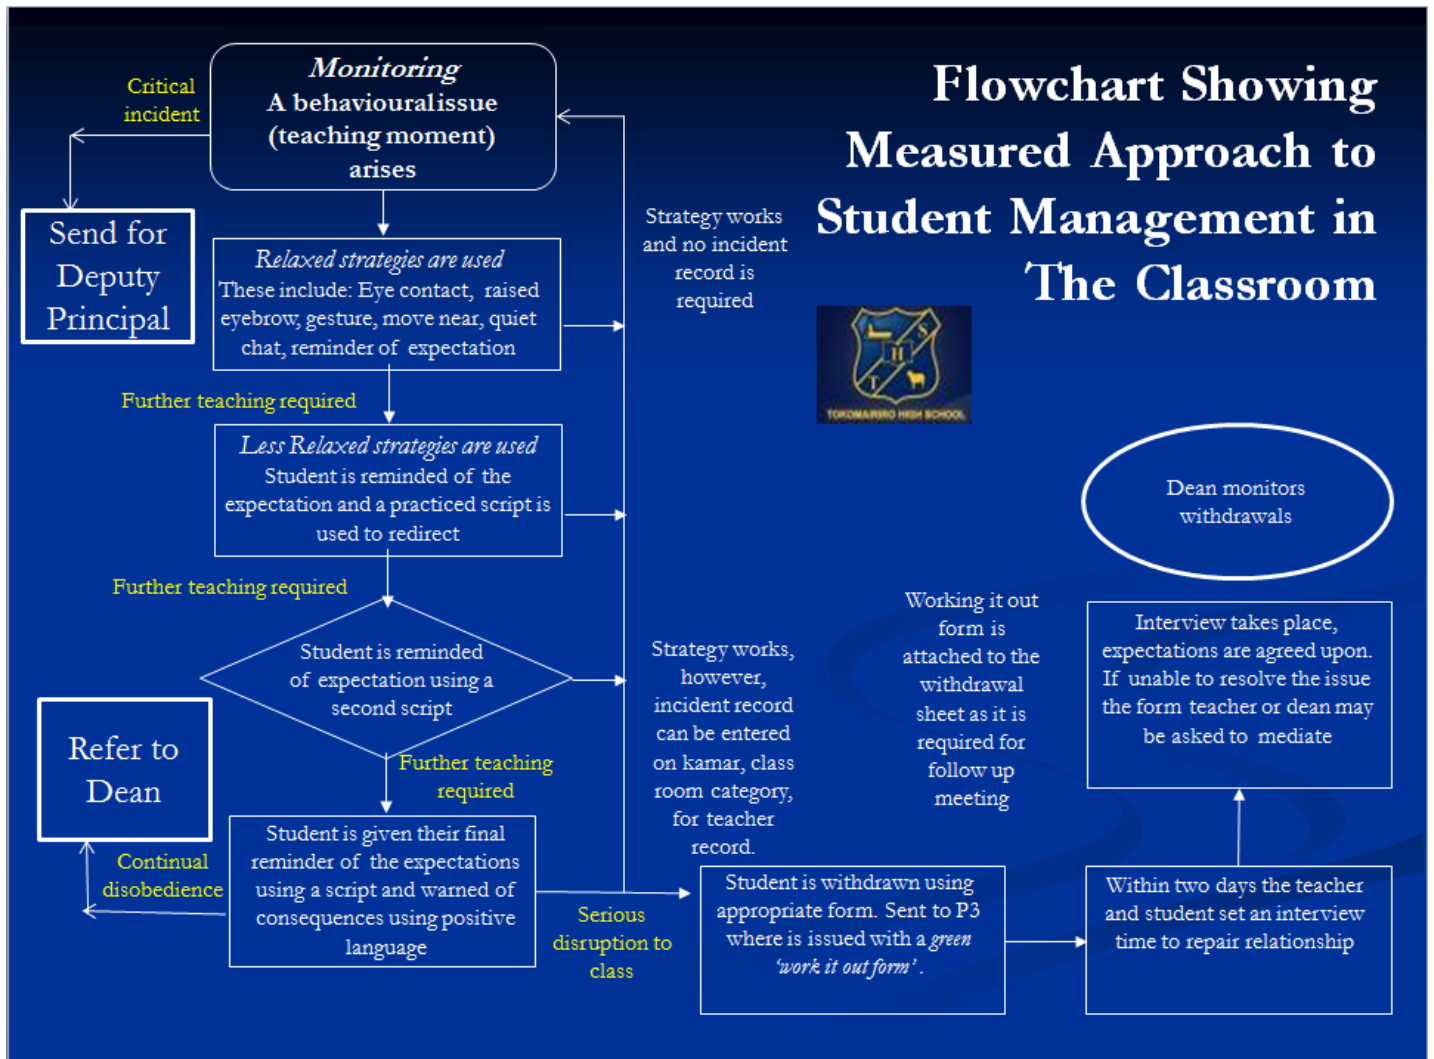 Flowchart Showing
Measured Approach to
Student Management in
The Classroom
Monitoring
A behaviouralissue
(teaching moment)
arises
Critical
incident
Send for
Deputy
Principal
Relaxed strategies are used
These include: Eye contact, raised
eyebrow, gesture, move near, quiet
chat, reminder of expectation
Strategy works
and no incident
record is
required
S
H
T
TOKOMAIRIRO HIGH SCHOOL
Further teaching required
Less Relaxed strategies are used
Student is reminded of the
expectation and a practiced script is
used to redirect
Further teaching required
Student is reminded
of expectation using a
second script
Further teaching
required
Strategy works,
however,
incident record
can be entered
on kamar, class
room category,
for teacher
record.
Refer to
Dean
Continual
disobedience
Student is given their final
reminder of the expectations
using a script and warned of
consequences using positive
language
Serious
disruption to
class
Student is withdrawn using
appropriate form. Sent to P3
where is issued with a green
‘work it out form’ .
Working it out
form is
attached to the
withdrawal
sheet as it is
required for
follow up
meeting
Within two days the teacher
and student set an interview
time to repair relationship
Interview takes place,
expectations are agreed upon.
If unable to resolve the issue
the form teacher or dean may
be asked to mediate
Dean monitors
withdrawals